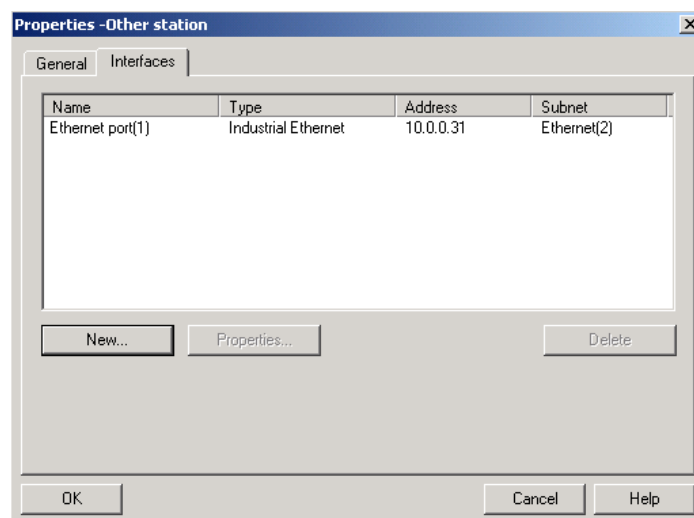 Properties -Other station
General Interfaces
Name Type Address Subnet
Ethernet port(1) Industrial Ethernet 10.0.0.31 Ethernet(2)
New... Properties... Delete
OK Cancel Help